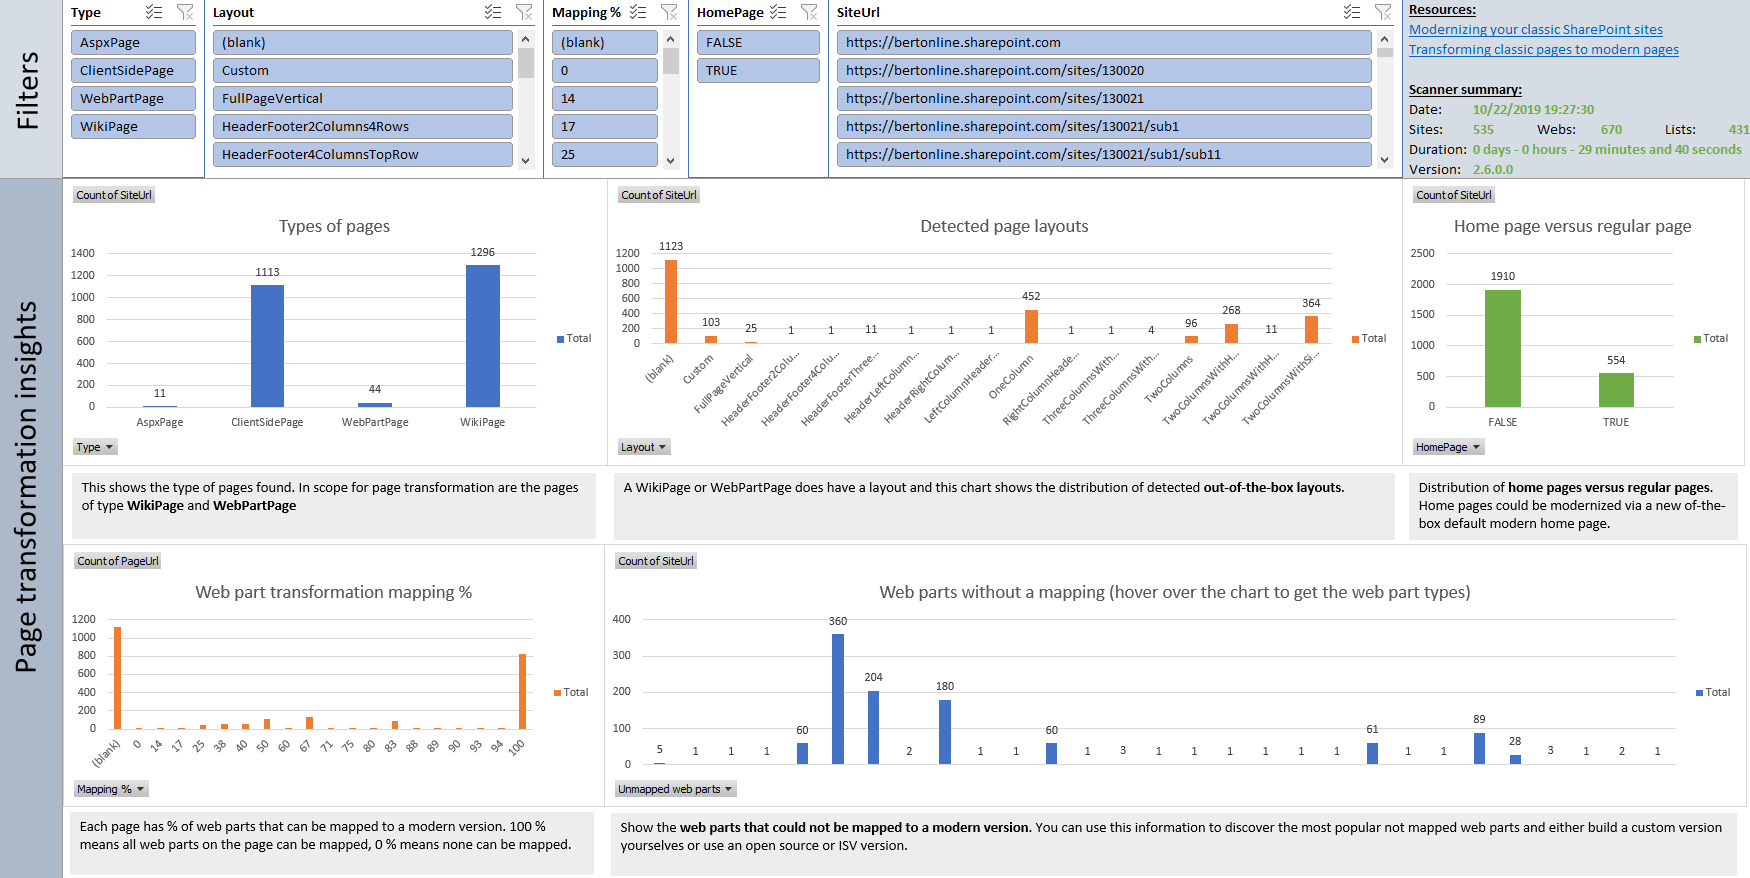 Filters
Type
AspxPage
ClientSidePage
WebPartPage
WikiPage
Layout
(blank)
Custom
FullPageVertical
HeaderFooter2Columns4Rows
HeaderFooter4ColumnsTopRow
Mapping %
(blank)
0
14
17
25
HomePage
FALSE
TRUE
SiteUrl
https://bertonline.sharepoint.com
https://bertonline.sharepoint.com/sites/130020
https://bertonline.sharepoint.com/sites/130021
https://bertonline.sharepoint.com/sites/130021/sub1
https://bertonline.sharepoint.com/sites/130021/sub1/sub11
Resources:
Modernizing your classic SharePoint sites
Transforming classic pages to modern pages
Scanner summary:
Date: 10/22/2019 19:27:30
Sites: 535 Webs: 670 Lists: 431
Duration: 0 days - 0 hours - 29 minutes and 40 seconds
Version: 2.6.0.0
Page transformation insights
Count of SiteUrl
Types of pages
1400
1200
1000
800
600
400
200
0
11
1113
44
1296
AspxPage
ClientSidePage
WebPartPage
WikiPage
Total
Type
This shows the type of pages found. In scope for page transformation are the pages
of type WikiPage and WebPartPage
Count of SiteUrl
Detected page layouts
1200
1000
800
600
400
200
0
1123
103
25
1
1
11
1
1
1
452
1
1
4
96
268
11
364
(blank)
Custom
FullPageVertical
HeaderFooter2Colu...
HeaderFooter4Colu...
HeaderFooterThree...
HeaderLeftColumn...
HeaderRightColum...
LeftColumnHeader...
OneColumn
RightColumnHeade...
ThreeColumnsWith...
ThreeColumnsWith...
TwoColumns
TwoColumnsWithH...
TwoColumnsWithH...
TwoColumnsWithSi...
Total
Layout
A WikiPage or WebPartPage does have a layout and this chart shows the distribution of detected out-of-the-box layouts.
Count of SiteUrl
Home page versus regular page
2500
2000
1500
1000
500
0
1910
554
FALSE
TRUE
Total
HomePage
Distribution of home pages versus regular pages.
Home pages could be modernized via a new of-the-
box default modern home page.
Count of PageUrl
Web part transformation mapping %
1200
1000
800
600
400
200
0
(blank)
0
14
17
25
38
40
50
60
67
71
75
80
83
88
89
90
93
94
100
Total
Mapping %
Each page has % of web parts that can be mapped to a modern version. 100 %
means all web parts on the page can be mapped, 0 % means none can be mapped.
Count of SiteUrl
Web parts without a mapping (hover over the chart to get the web part types)
400
300
200
100
0
5
1
1
1
60
360
204
2
180
1
1
60
1
3
1
1
1
1
1
1
61
1
1
89
28
3
1
2
1
Total
Unmapped web parts
Show the web parts that could not be mapped to a modern version. You can use this information to discover the most popular not mapped web parts and either build a custom version
yourselves or use an open source or ISV version.